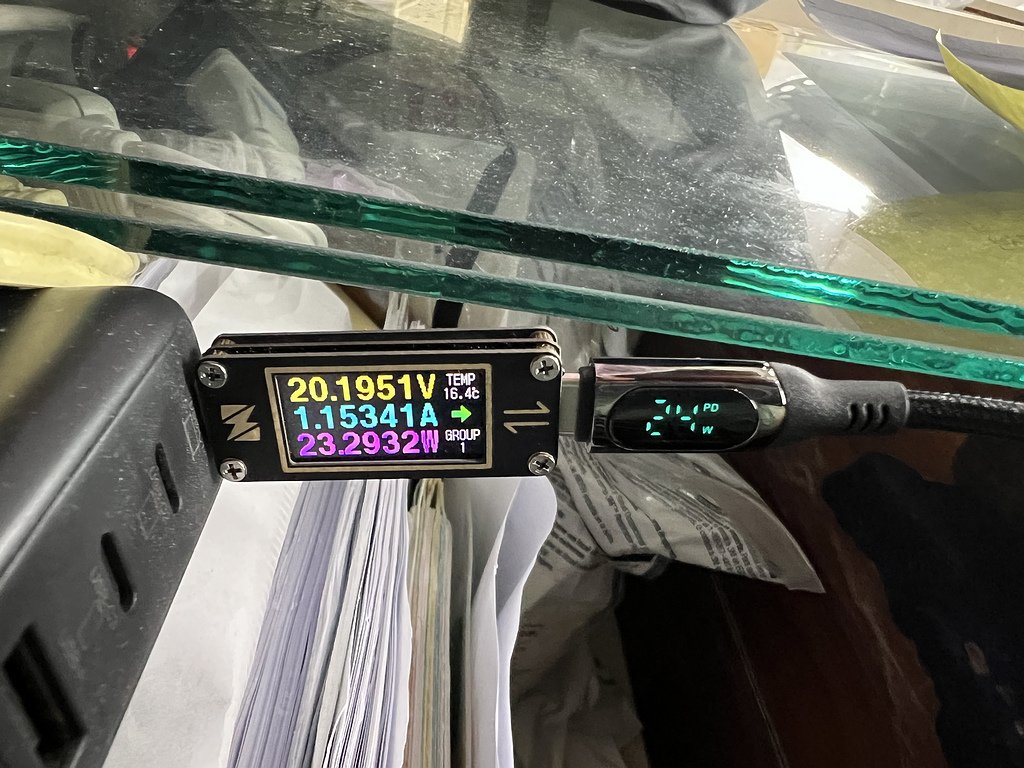 20.1951V
TEMP
16.4c
1.15341A
23.2932W
GROUP
1
PD
W